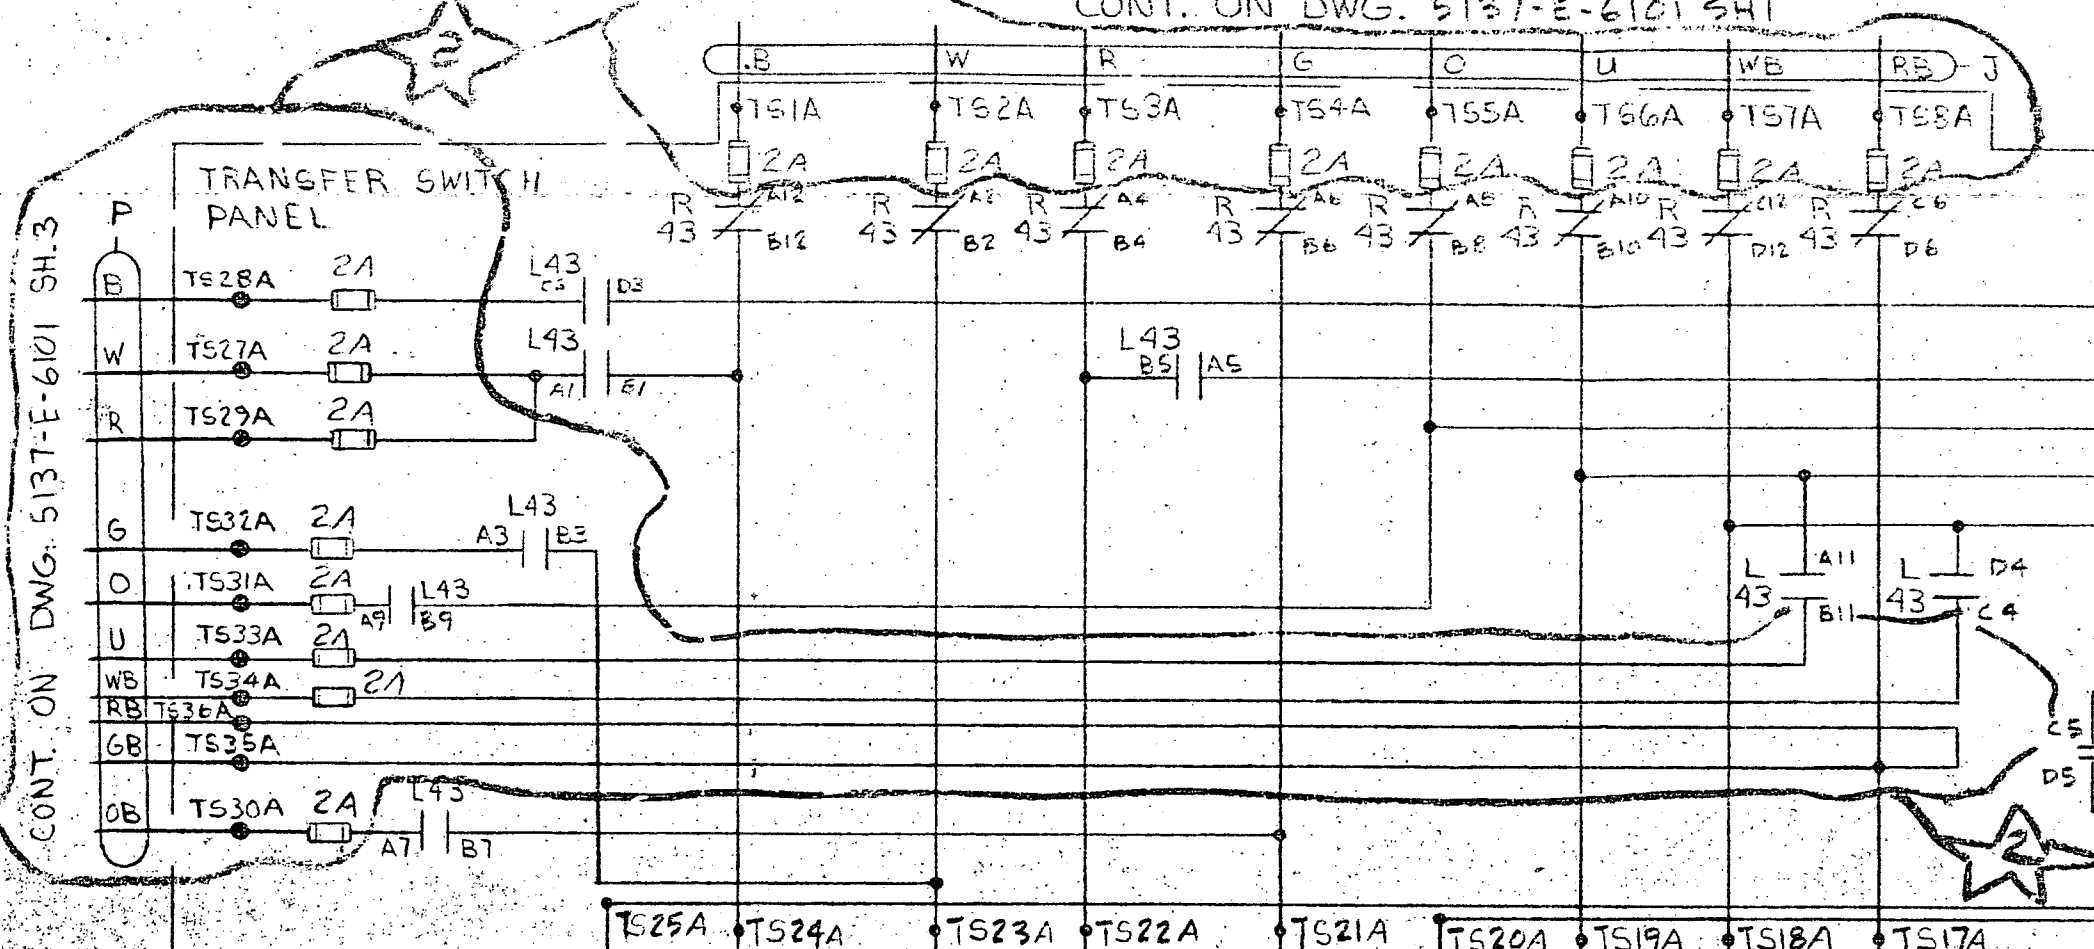 CONT. ON DWG. 5137-E-6101 SH1
2
.B W R G O U WB RB J
TS1A TS2A TS3A TS4A TS5A TS6A TS7A TS8A
2A 2A 2A 2A 2A 2A 2A 2A
TRANSFER SWITCH
PANEL
A12 A2 A4 A6 A8 A10 C12 C6
R R R R R R R R
43 43 43 43 43 43 43 43
B12 B2 B4 B6 B8 B10 D12 D6
CONT. ON DWG. 5137-E-6101 SH.3
P
B TS28A 2A L43
C3 D3
W TS27A 2A L43
A1 E1
L43
B5 A5
R TS29A 2A
G TS32A 2A L43
A3 B3
O TS31A 2A L43
A9 B9
L A11 L D4
43 B11 43 C4
U TS33A 2A
WB TS34A 2A
RB TS36A
GB TS35A
C5
D5
OB TS30A 2A L43
A7 B7
2
TS25A TS24A TS23A TS22A TS21A TS20A TS19A TS18A TS17A